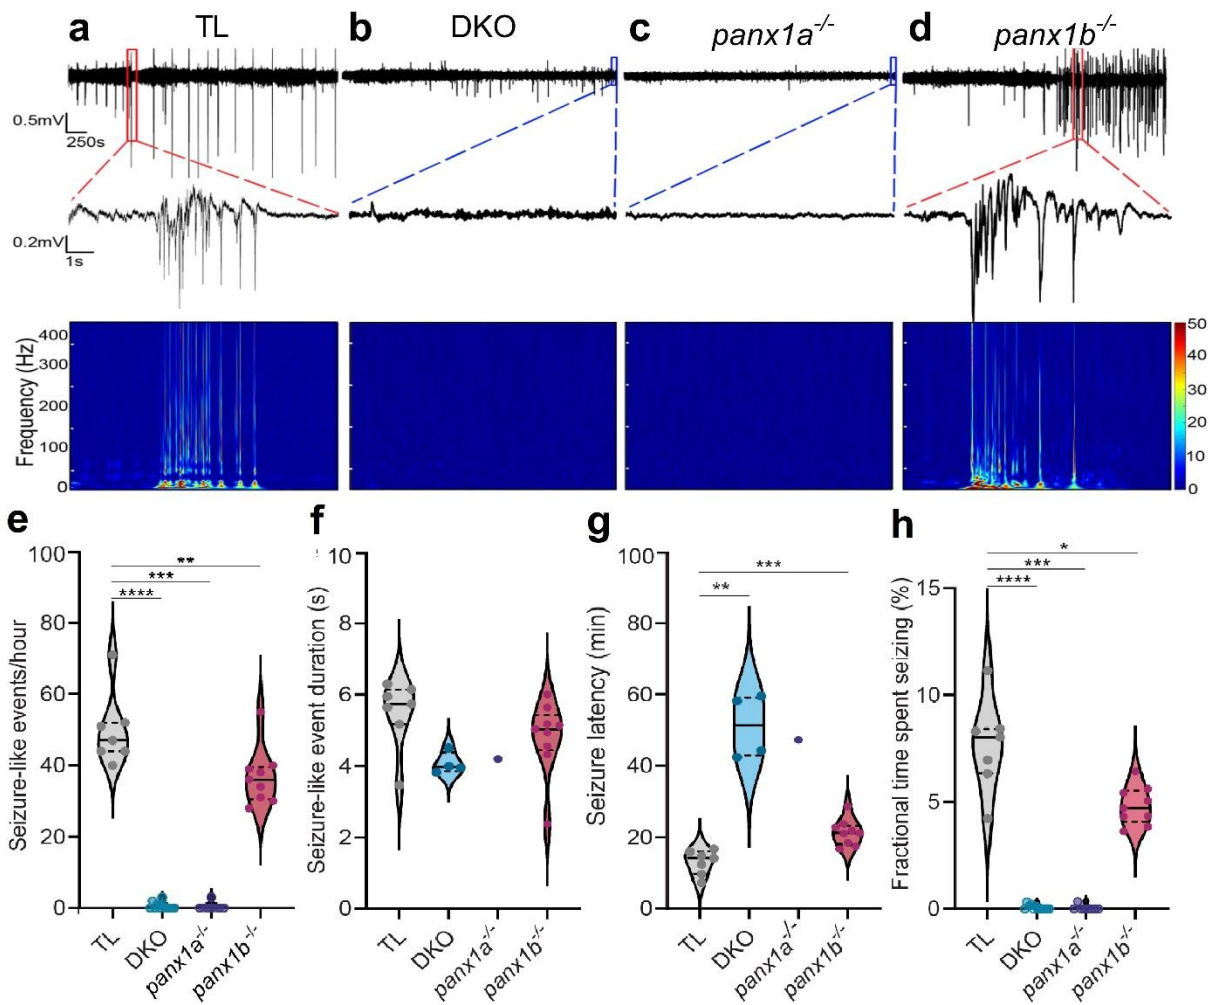 a TL b DKO c panx1a-/- d panx1b-/-
0.5mV
250s
0.2mV
1s
Frequency (Hz)
400
300
200
100
0
50
40
30
20
10
0
e
Seizure-like events/hour
100
80
60
40
20
0
**
***
****
TL DKO panx1a-/- panx1b-/-
f
Seizure-like event duration (s)
10
8
6
4
2
0
TL DKO panx1a-/- panx1b-/-
g
Seizure latency (min)
100
80
60
40
20
0
***
**
TL DKO panx1a-/- panx1b-/-
h
Fractional time spent seizing (%)
15
10
5
0
*
***
****
TL DKO panx1a-/- panx1b-/-